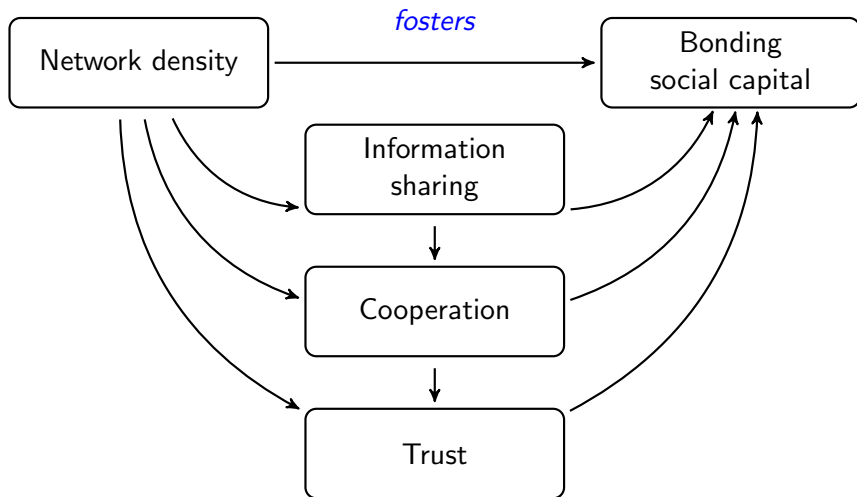 fosters
Network density
Bonding
social capital
Information
sharing
Cooperation
Trust